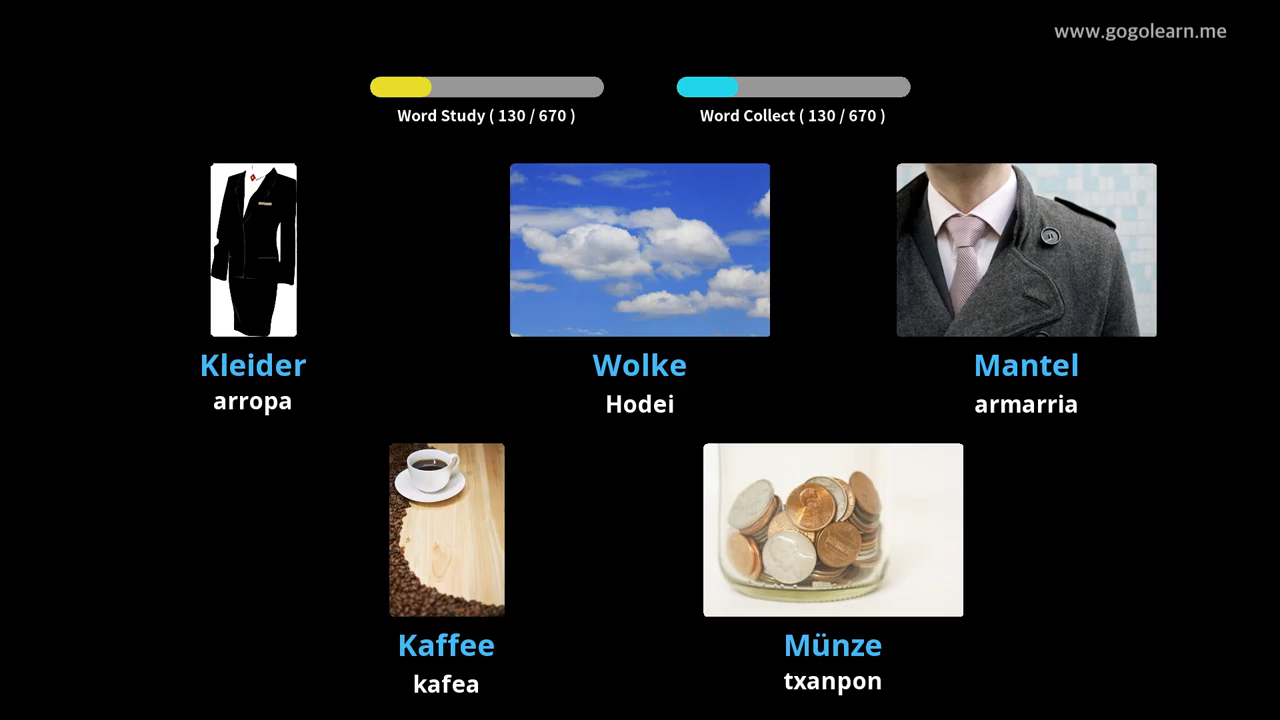 www.gogolearn.me
Word Study ( 130 / 670 )
Word Collect ( 130 / 670 )
Kleider
arropa
Wolke
Hodei
Mantel
armarria
Kaffee
kafea
Münze
txanpon